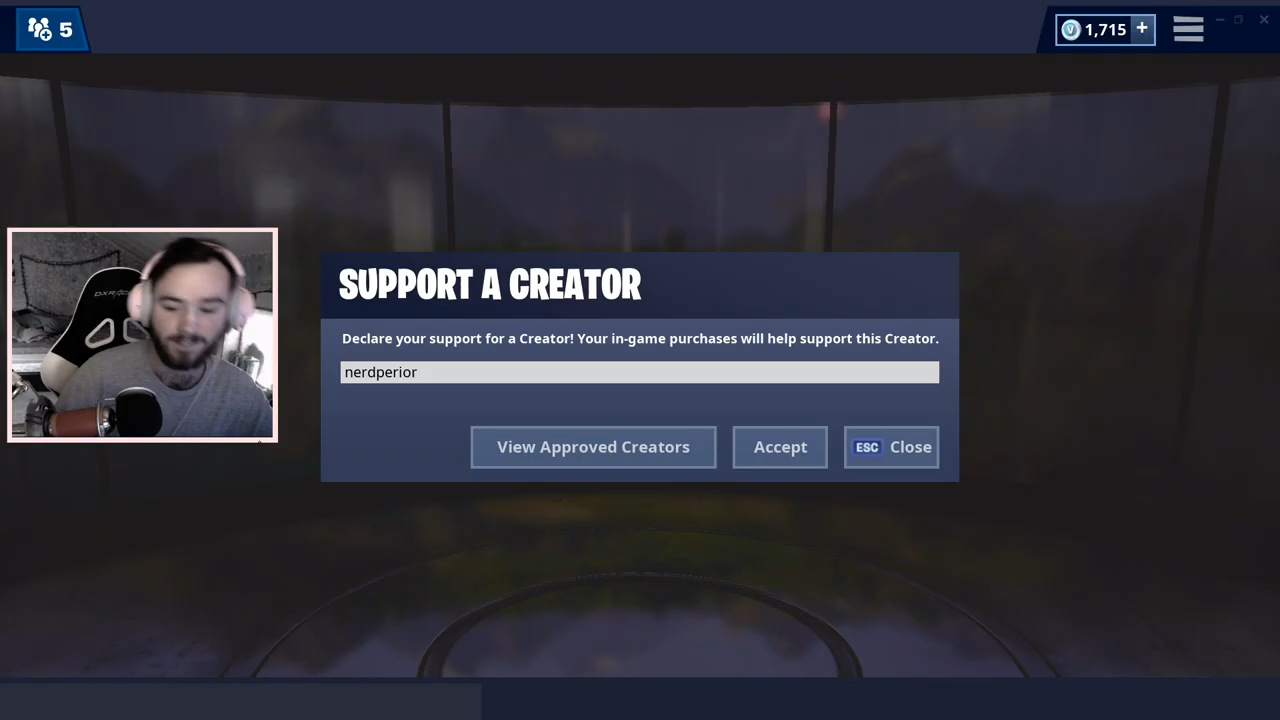 5
1,715 +
DXRACER
SUPPORT A CREATOR
Declare your support for a Creator! Your in-game purchases will help support this Creator.
nerdperior
View Approved Creators
Accept
ESC Close